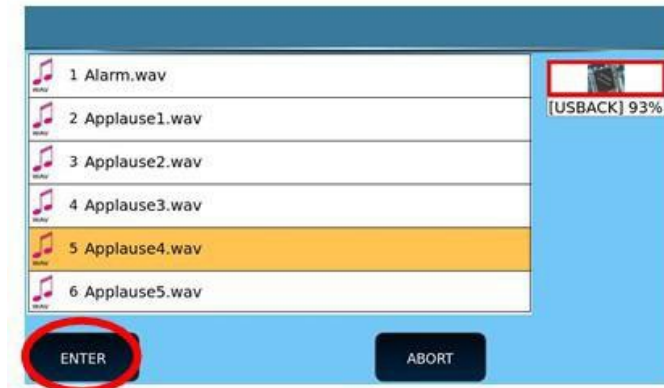 1 Alarm.wav
2 Applause1.wav
3 Applause2.wav
4 Applause3.wav
5 Applause4.wav
6 Applause5.wav
[USBACK] 93%
ENTER
ABORT